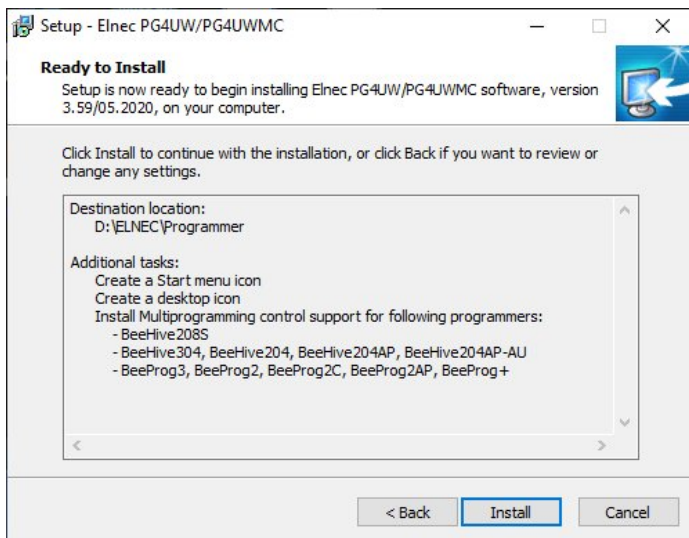 Setup - Elnec PG4UW/PG4UWMC
Ready to Install
Setup is now ready to begin installing Elnec PG4UW/PG4UWMC software, version
3.59/05.2020, on your computer.
Click Install to continue with the installation, or click Back if you want to review or
change any settings.
Destination location:
D:\ELNEC\Programmer
Additional tasks:
Create a Start menu icon
Create a desktop icon
Install Multiprogramming control support for following programmers:
- BeeHive208S
- BeeHive304, BeeHive204, BeeHive204AP, BeeHive204AP-AU
- BeeProg3, BeeProg2, BeeProg2C, BeeProg2AP, BeeProg+
< Back
Install
Cancel